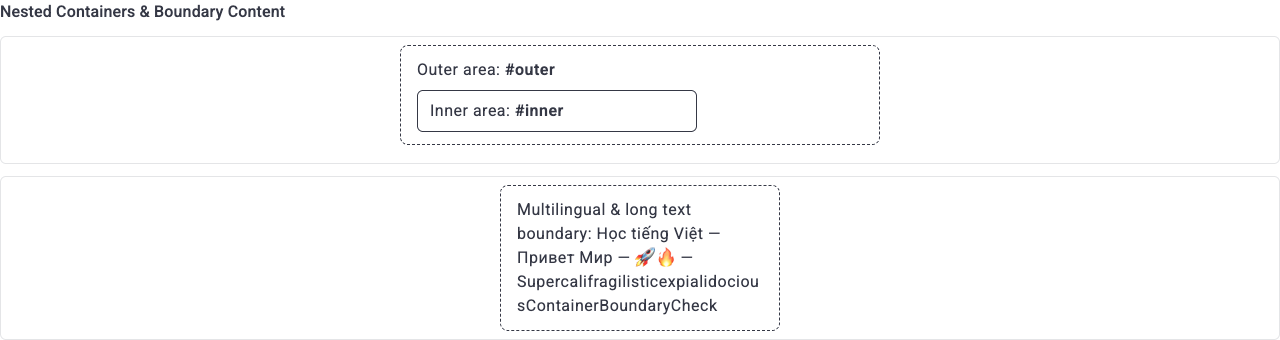 Nested Containers & Boundary Content
Outer area: #outer
Inner area: #inner
Multilingual & long text
boundary: Học tiếng Việt —
Привет Мир — 🚀🔥 —
Supercalifragilisticexpialidociou
sContainerBoundaryCheck